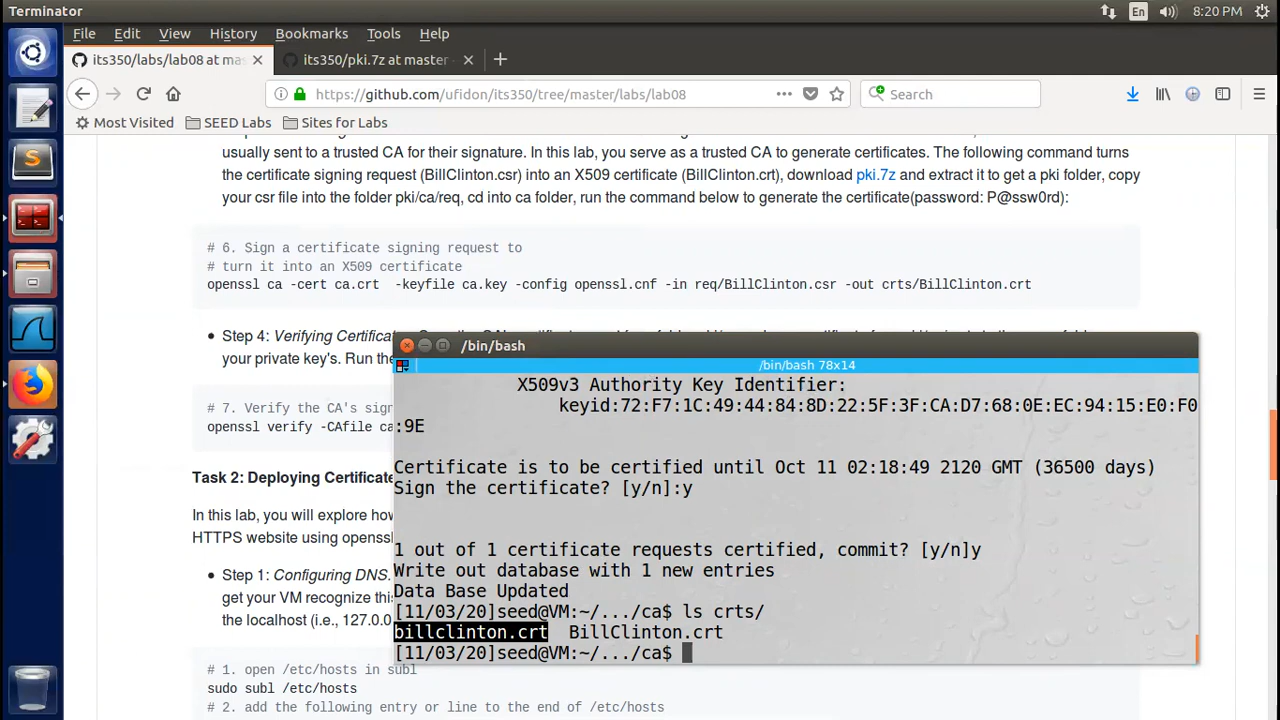 Terminator
En
8:20 PM
File Edit View History Bookmarks Tools Help
its350/labs/lab08 at mas
its350/pki.7z at master
https://github.com/ufidon/its350/tree/master/labs/lab08
Search
Most Visited
SEED Labs
Sites for Labs
usually sent to a trusted CA for their signature. In this lab, you serve as a trusted CA to generate certificates. The following command turns
the certificate signing request (BillClinton.csr) into an X509 certificate (BillClinton.crt), download pki.7z and extract it to get a pki folder, copy
your csr file into the folder pki/ca/req, cd into ca folder, run the command below to generate the certificate(password: P@ssw0rd):
# 6. Sign a certificate signing request to
# turn it into an X509 certificate
openssl ca -cert ca.crt  -keyfile ca.key -config openssl.cnf -in req/BillClinton.csr -out crts/BillClinton.crt
Step 4: Verifying Certificate
your private key's. Run the
# 7. Verify the CA's sign
openssl verify -CAfile ca
Task 2: Deploying Certificate
In this lab, you will explore how
HTTPS website using openss
Step 1: Configuring DNS.
get your VM recognize this
the localhost (i.e., 127.0.0
# 1. open /etc/hosts in subl
sudo subl /etc/hosts
# 2. add the following entry or line to the end of /etc/hosts
/bin/bash
/bin/bash 78x14
X509v3 Authority Key Identifier:
keyid:72:F7:1C:49:44:84:8D:22:5F:3F:CA:D7:68:0E:EC:94:15:E0:F0
:9E
Certificate is to be certified until Oct 11 02:18:49 2120 GMT (36500 days)
Sign the certificate? [y/n]:y
1 out of 1 certificate requests certified, commit? [y/n]y
Write out database with 1 new entries
Data Base Updated
[11/03/20]seed@VM:~/.../ca$ ls crts/
billclinton.crt  BillClinton.crt
[11/03/20]seed@VM:~/.../ca$